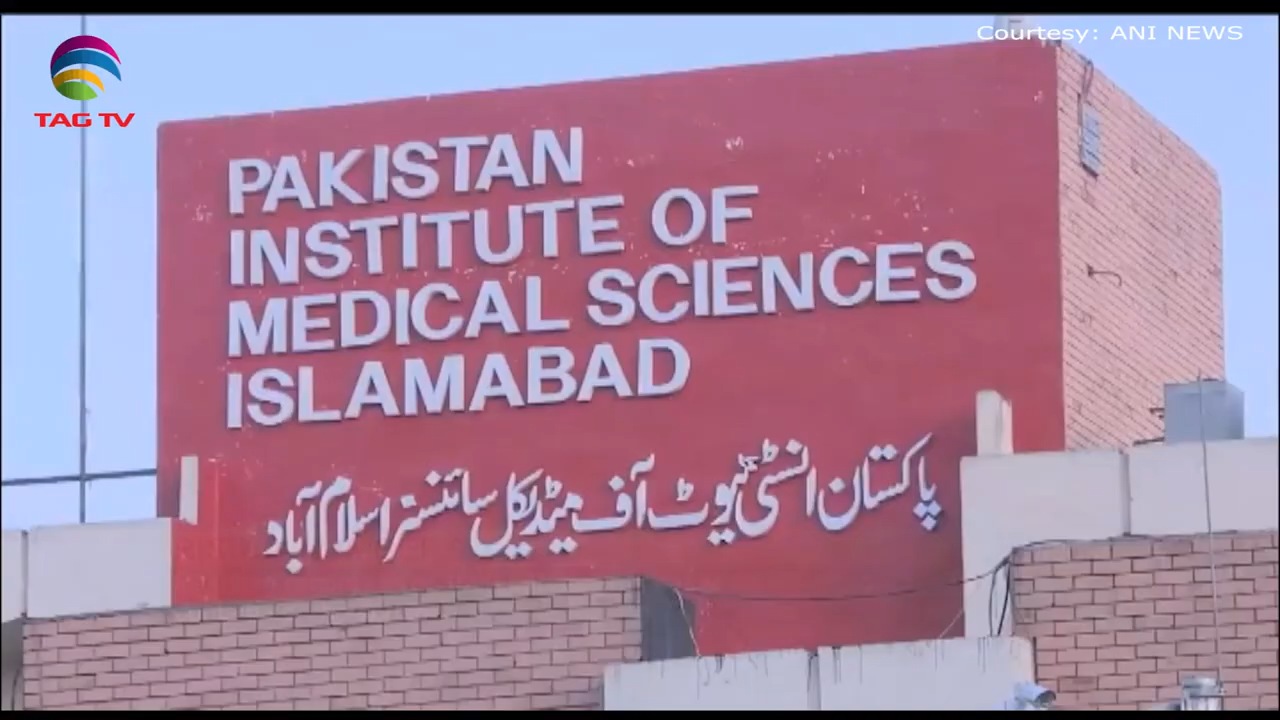 Courtesy: ANI NEWS
TAG TV
PAKISTAN
INSTITUTE OF
MEDICAL SCIENCES
ISLAMABAD
پاکستان انسٹی ٹیوٹ آف میڈیکل سائنسز اسلام آباد